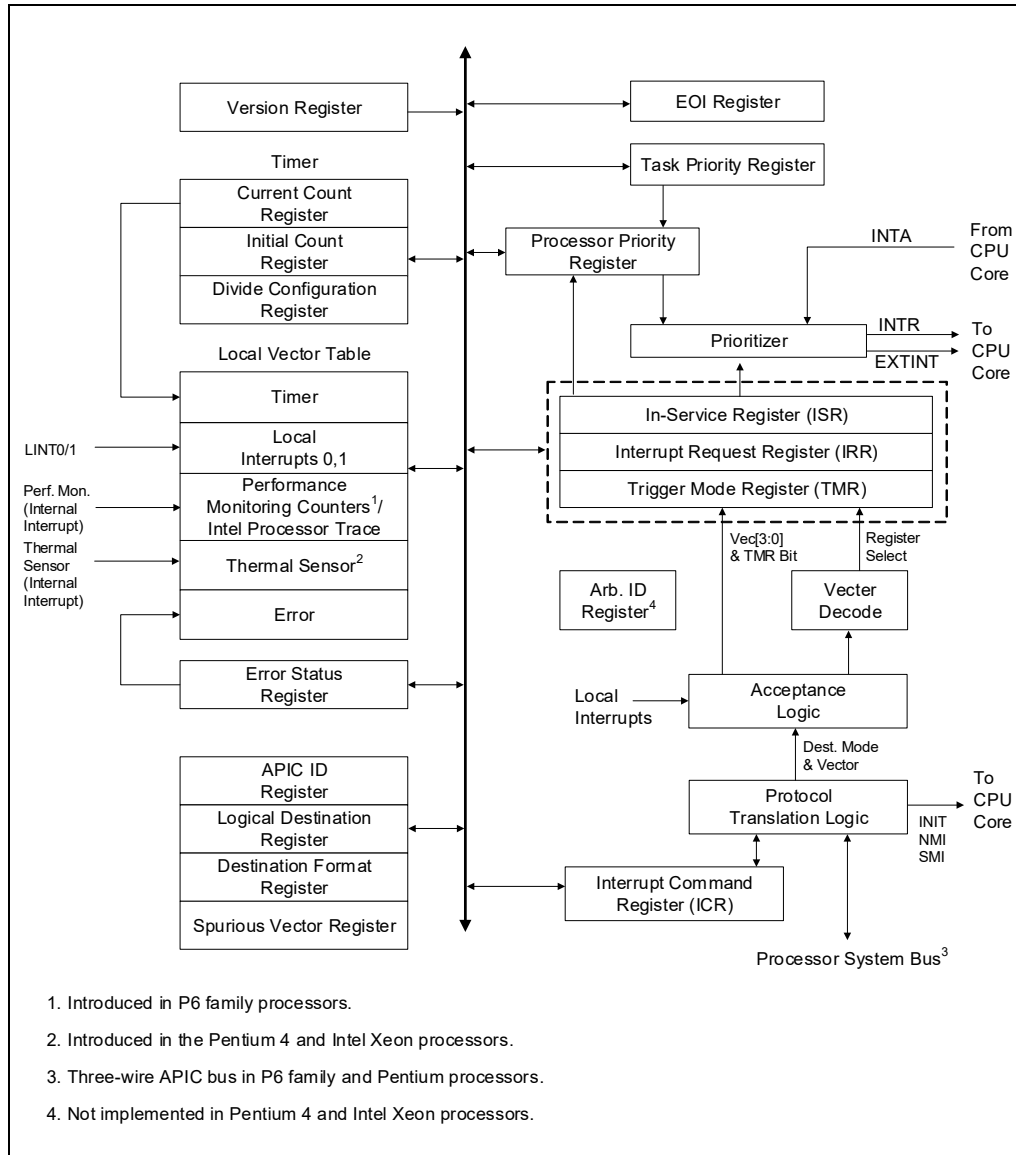 Version Register
EOI Register
Timer
Task Priority Register
Current Count
Register
Initial Count
Register
Divide Configuration
Register
Processor Priority
Register
INTA
From
CPU
Core
Prioritizer
INTR
EXTINT
To
CPU
Core
Local Vector Table
Timer
Local
Interrupts 0,1
Performance
Monitoring Counters1/
Intel Processor Trace
Thermal Sensor2
Error
LINT0/1
Perf. Mon.
(Internal
Interrupt)
Thermal
Sensor
(Internal
Interrupt)
In-Service Register (ISR)
Interrupt Request Register (IRR)
Trigger Mode Register (TMR)
Vec[3:0]
& TMR Bit
Register
Select
Arb. ID
Register4
Vecter
Decode
Error Status
Register
Local
Interrupts
Acceptance
Logic
Dest. Mode
& Vector
APIC ID
Register
Logical Destination
Register
Destination Format
Register
Spurious Vector Register
Protocol
Translation Logic
INIT
NMI
SMI
To
CPU
Core
Interrupt Command
Register (ICR)
Processor System Bus3
1. Introduced in P6 family processors.
2. Introduced in the Pentium 4 and Intel Xeon processors.
3. Three-wire APIC bus in P6 family and Pentium processors.
4. Not implemented in Pentium 4 and Intel Xeon processors.